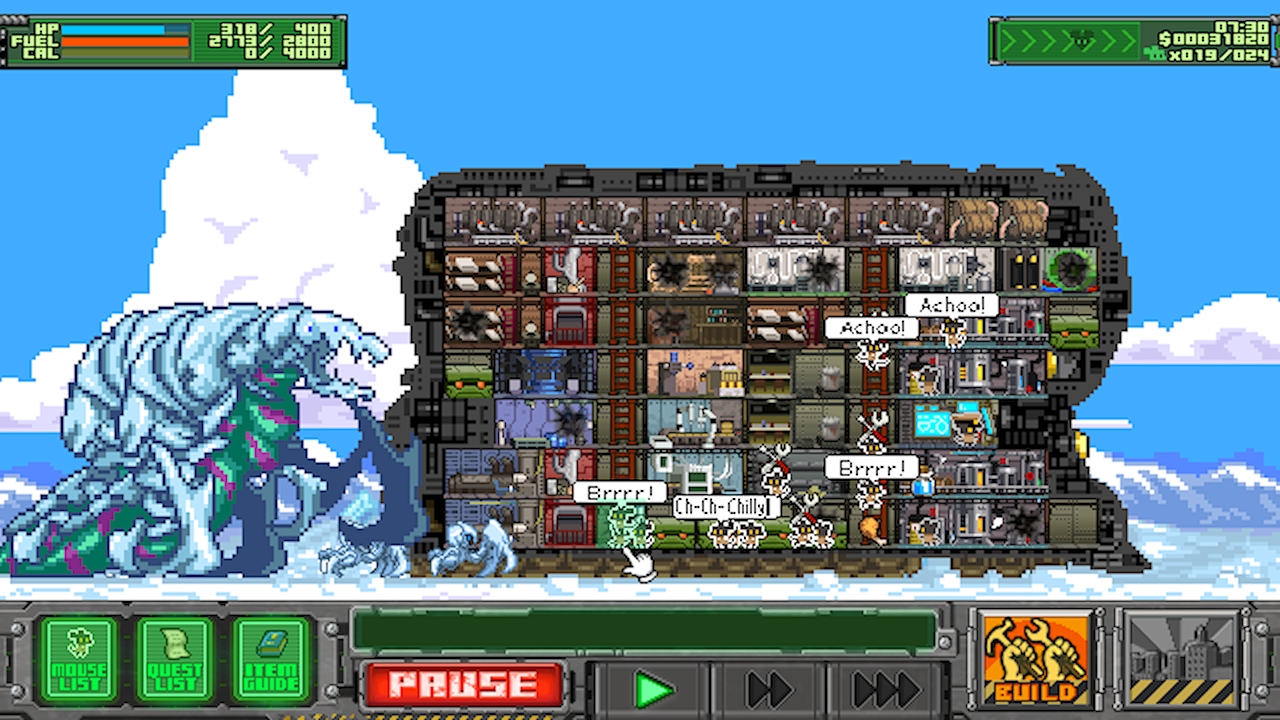 HP 318/ 400
FUEL 2773/ 2800
CAL 0/ 4000
07:30
$00031820
x019/024
Achoo!
Achoo!
Brrrr!
Brrrr!
Ch-Ch-Chilly!
MOUSE LIST
QUEST LIST
ITEM GUIDE
PAUSE
BUILD